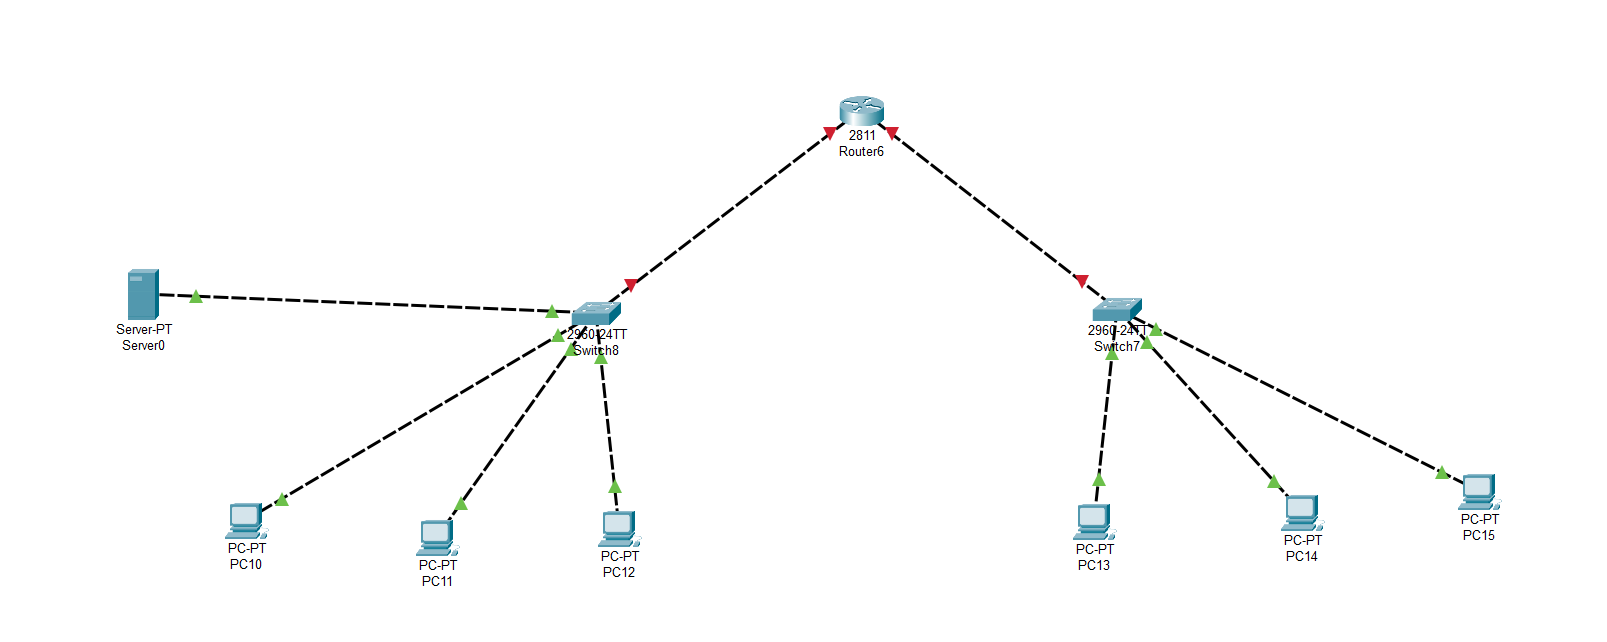 2811
Router6
Server-PT
Server0
2960-24TT
Switch8
2960-24TT
Switch7
PC-PT
PC10
PC-PT
PC11
PC-PT
PC12
PC-PT
PC13
PC-PT
PC14
PC-PT
PC15